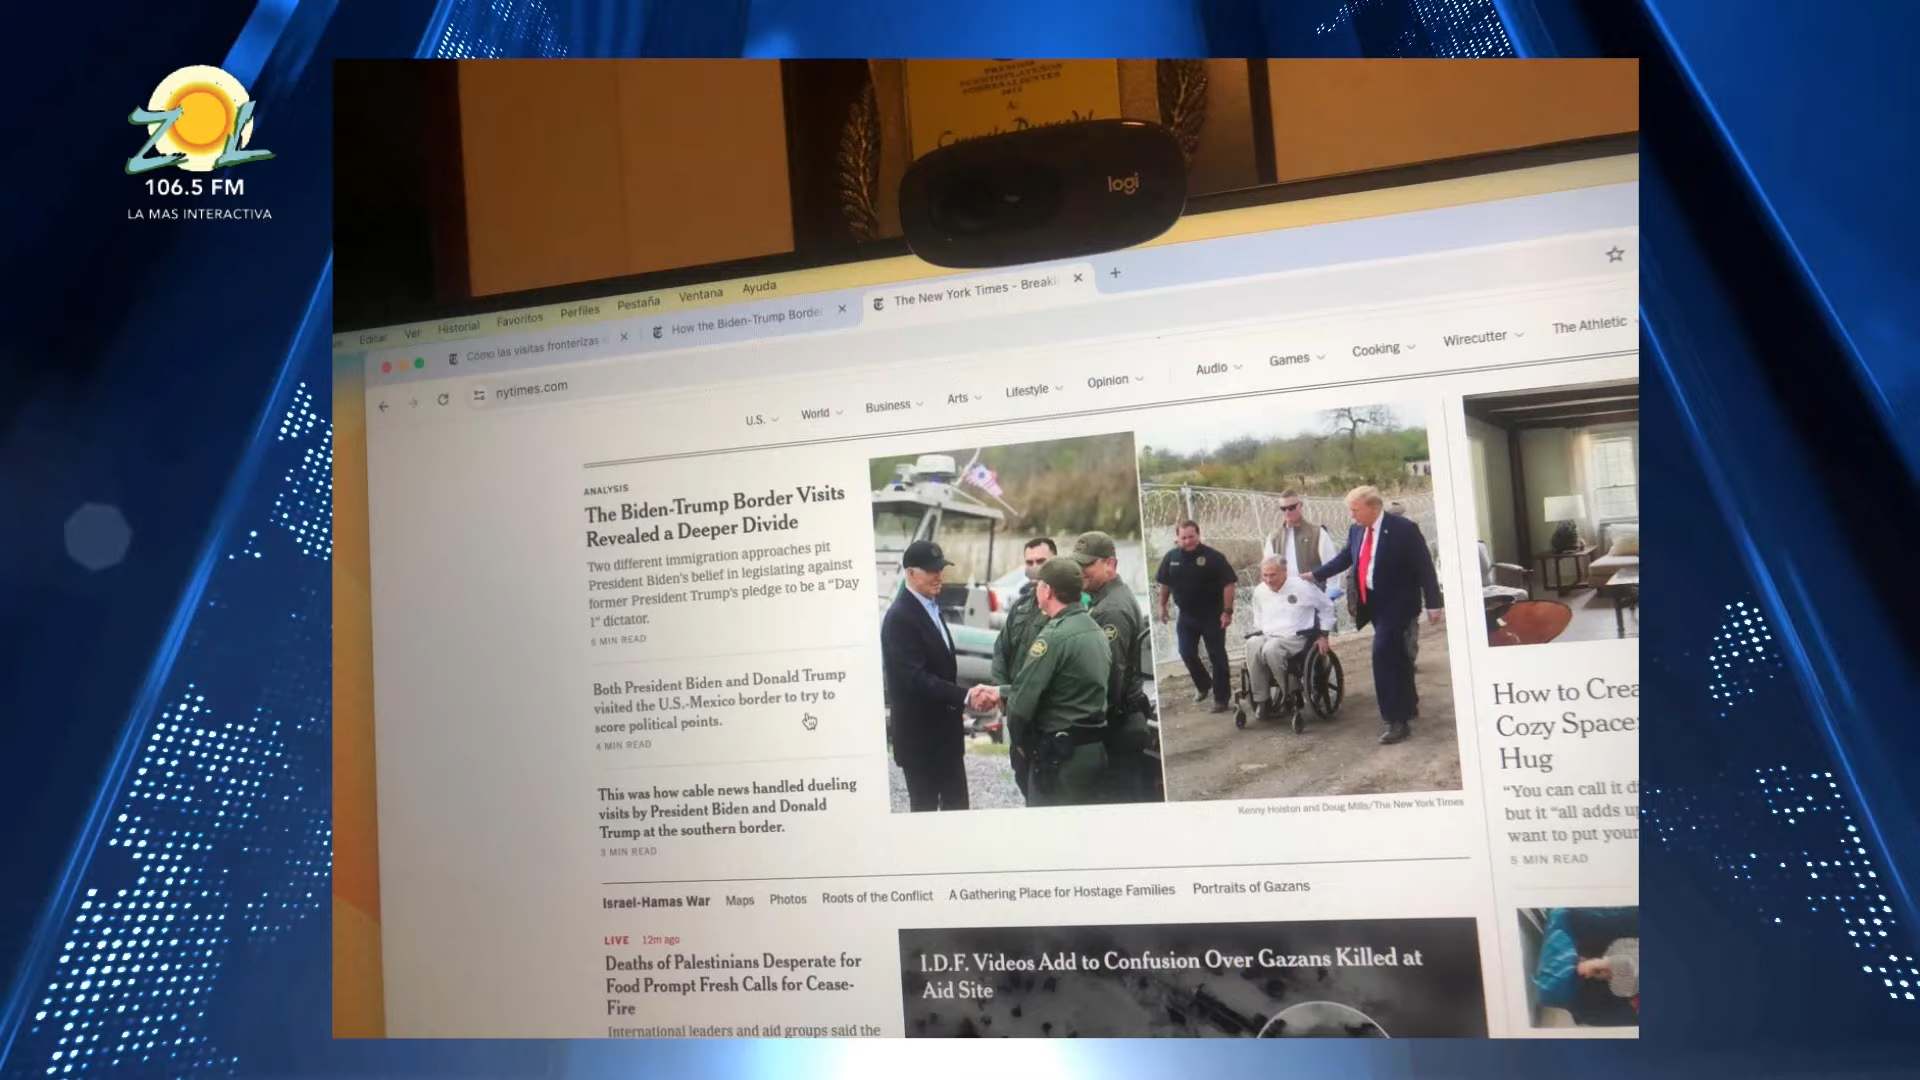 ZOL
106.5 FM
LA MAS INTERACTIVA
logi
Editar Ver Historial Favoritos Perfiles Pestaña Ventana Ayuda
Cómo las visitas fronterizas
How the Biden-Trump Borde
The New York Times - Breaki
nytimes.com
U.S. World Business Arts Lifestyle Opinion Audio Games Cooking Wirecutter The Athletic
ANALYSIS
The Biden-Trump Border Visits
Revealed a Deeper Divide
Two different immigration approaches pit
President Biden's belief in legislating against
former President Trump's pledge to be a “Day
1” dictator.
5 MIN READ
Both President Biden and Donald Trump
visited the U.S.-Mexico border to try to
score political points.
4 MIN READ
This was how cable news handled dueling
visits by President Biden and Donald
Trump at the southern border.
3 MIN READ
Kenny Holston and Doug Mills/The New York Times
How to Crea
Cozy Space
Hug
“You can call it d
but it “all adds u
want to put your
5 MIN READ
Israel-Hamas War Maps Photos Roots of the Conflict A Gathering Place for Hostage Families Portraits of Gazans
LIVE 12m ago
Deaths of Palestinians Desperate for
Food Prompt Fresh Calls for Cease-
Fire
International leaders and aid groups said the
I.D.F. Videos Add to Confusion Over Gazans Killed at
Aid Site